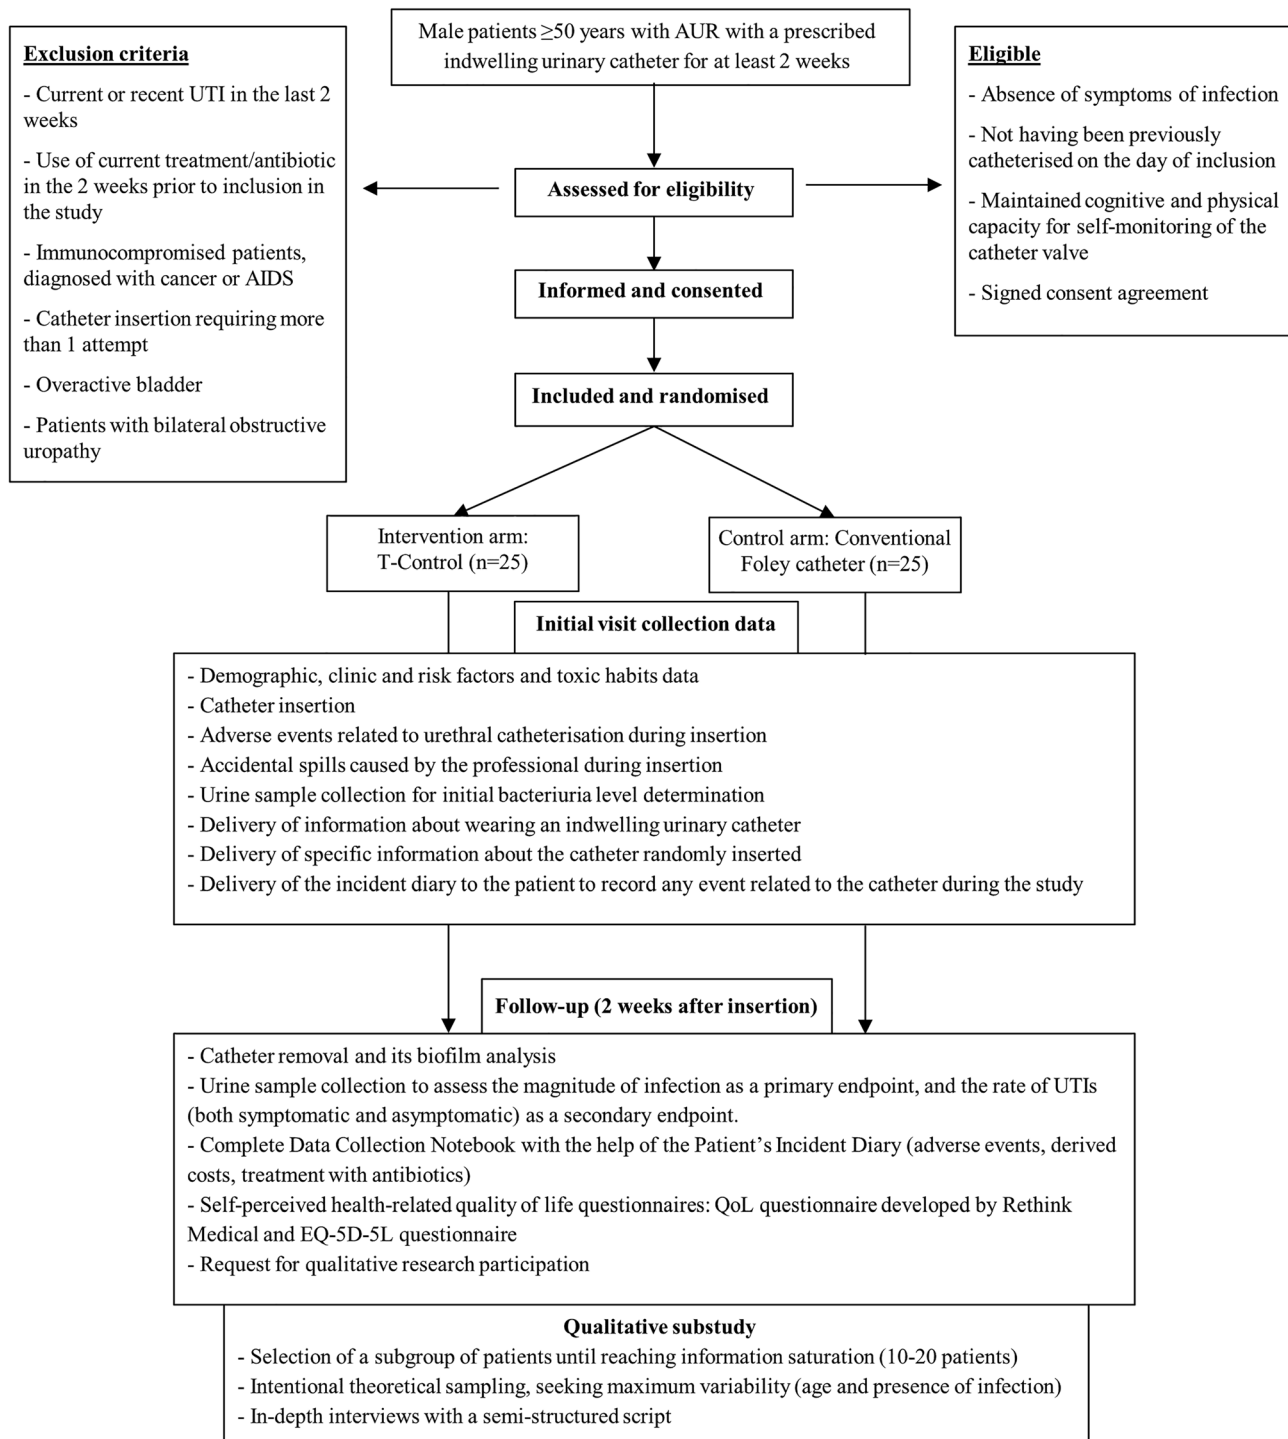 Male patients ≥50 years with AUR with a prescribed
indwelling urinary catheter for at least 2 weeks
Exclusion criteria
- Current or recent UTI in the last 2
weeks
- Use of current treatment/antibiotic
in the 2 weeks prior to inclusion in
the study
- Immunocompromised patients,
diagnosed with cancer or AIDS
- Catheter insertion requiring more
than 1 attempt
- Overactive bladder
- Patients with bilateral obstructive
uropathy
Assessed for eligibility
Eligible
- Absence of symptoms of infection
- Not having been previously
catheterised on the day of inclusion
- Maintained cognitive and physical
capacity for self-monitoring of the
catheter valve
- Signed consent agreement
Informed and consented
Included and randomised
Intervention arm:
T-Control (n=25)
Control arm: Conventional
Foley catheter (n=25)
Initial visit collection data
- Demographic, clinic and risk factors and toxic habits data
- Catheter insertion
- Adverse events related to urethral catheterisation during insertion
- Accidental spills caused by the professional during insertion
- Urine sample collection for initial bacteriuria level determination
- Delivery of information about wearing an indwelling urinary catheter
- Delivery of specific information about the catheter randomly inserted
- Delivery of the incident diary to the patient to record any event related to the catheter during the study
Follow-up (2 weeks after insertion)
- Catheter removal and its biofilm analysis
- Urine sample collection to assess the magnitude of infection as a primary endpoint, and the rate of UTIs
(both symptomatic and asymptomatic) as a secondary endpoint.
- Complete Data Collection Notebook with the help of the Patient's Incident Diary (adverse events, derived
costs, treatment with antibiotics)
- Self-perceived health-related quality of life questionnaires: QoL questionnaire developed by Rethink
Medical and EQ-5D-5L questionnaire
- Request for qualitative research participation
Qualitative substudy
- Selection of a subgroup of patients until reaching information saturation (10-20 patients)
- Intentional theoretical sampling, seeking maximum variability (age and presence of infection)
- In-depth interviews with a semi-structured script